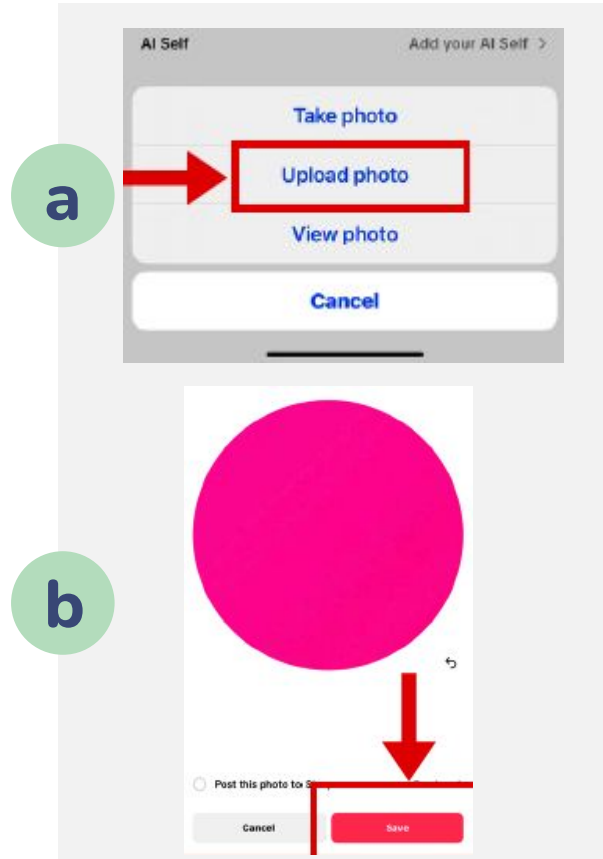 AI Self Add your AI Self >
Take photo
a
Upload photo
View photo
Cancel
b
Post this photo to
Cancel Save